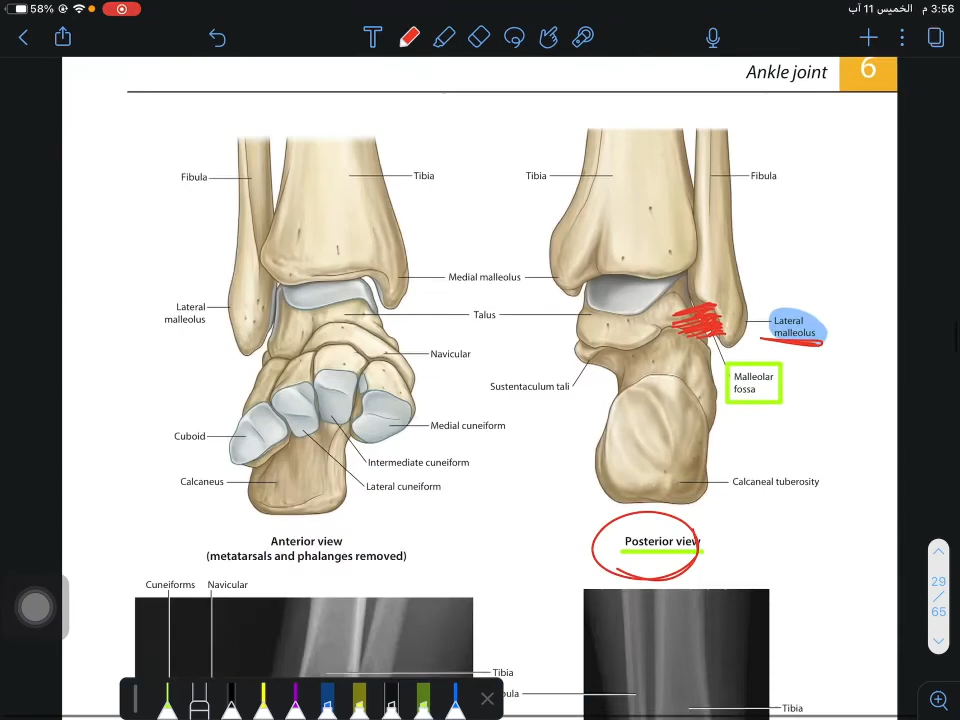 58%
الخميس 11 آب
3:56 م
T
Ankle joint
6
Fibula
Tibia
Tibia
Fibula
Medial malleolus
Lateral
malleolus
Talus
Lateral
malleolus
Navicular
Malleolar
fossa
Sustentaculum tali
Medial cuneiform
Cuboid
Intermediate cuneiform
Calcaneus
Lateral cuneiform
Calcaneal tuberosity
Anterior view
(metatarsals and phalanges removed)
Posterior view
Cuneiforms
Navicular
29
/
65
Tibia
Tibia